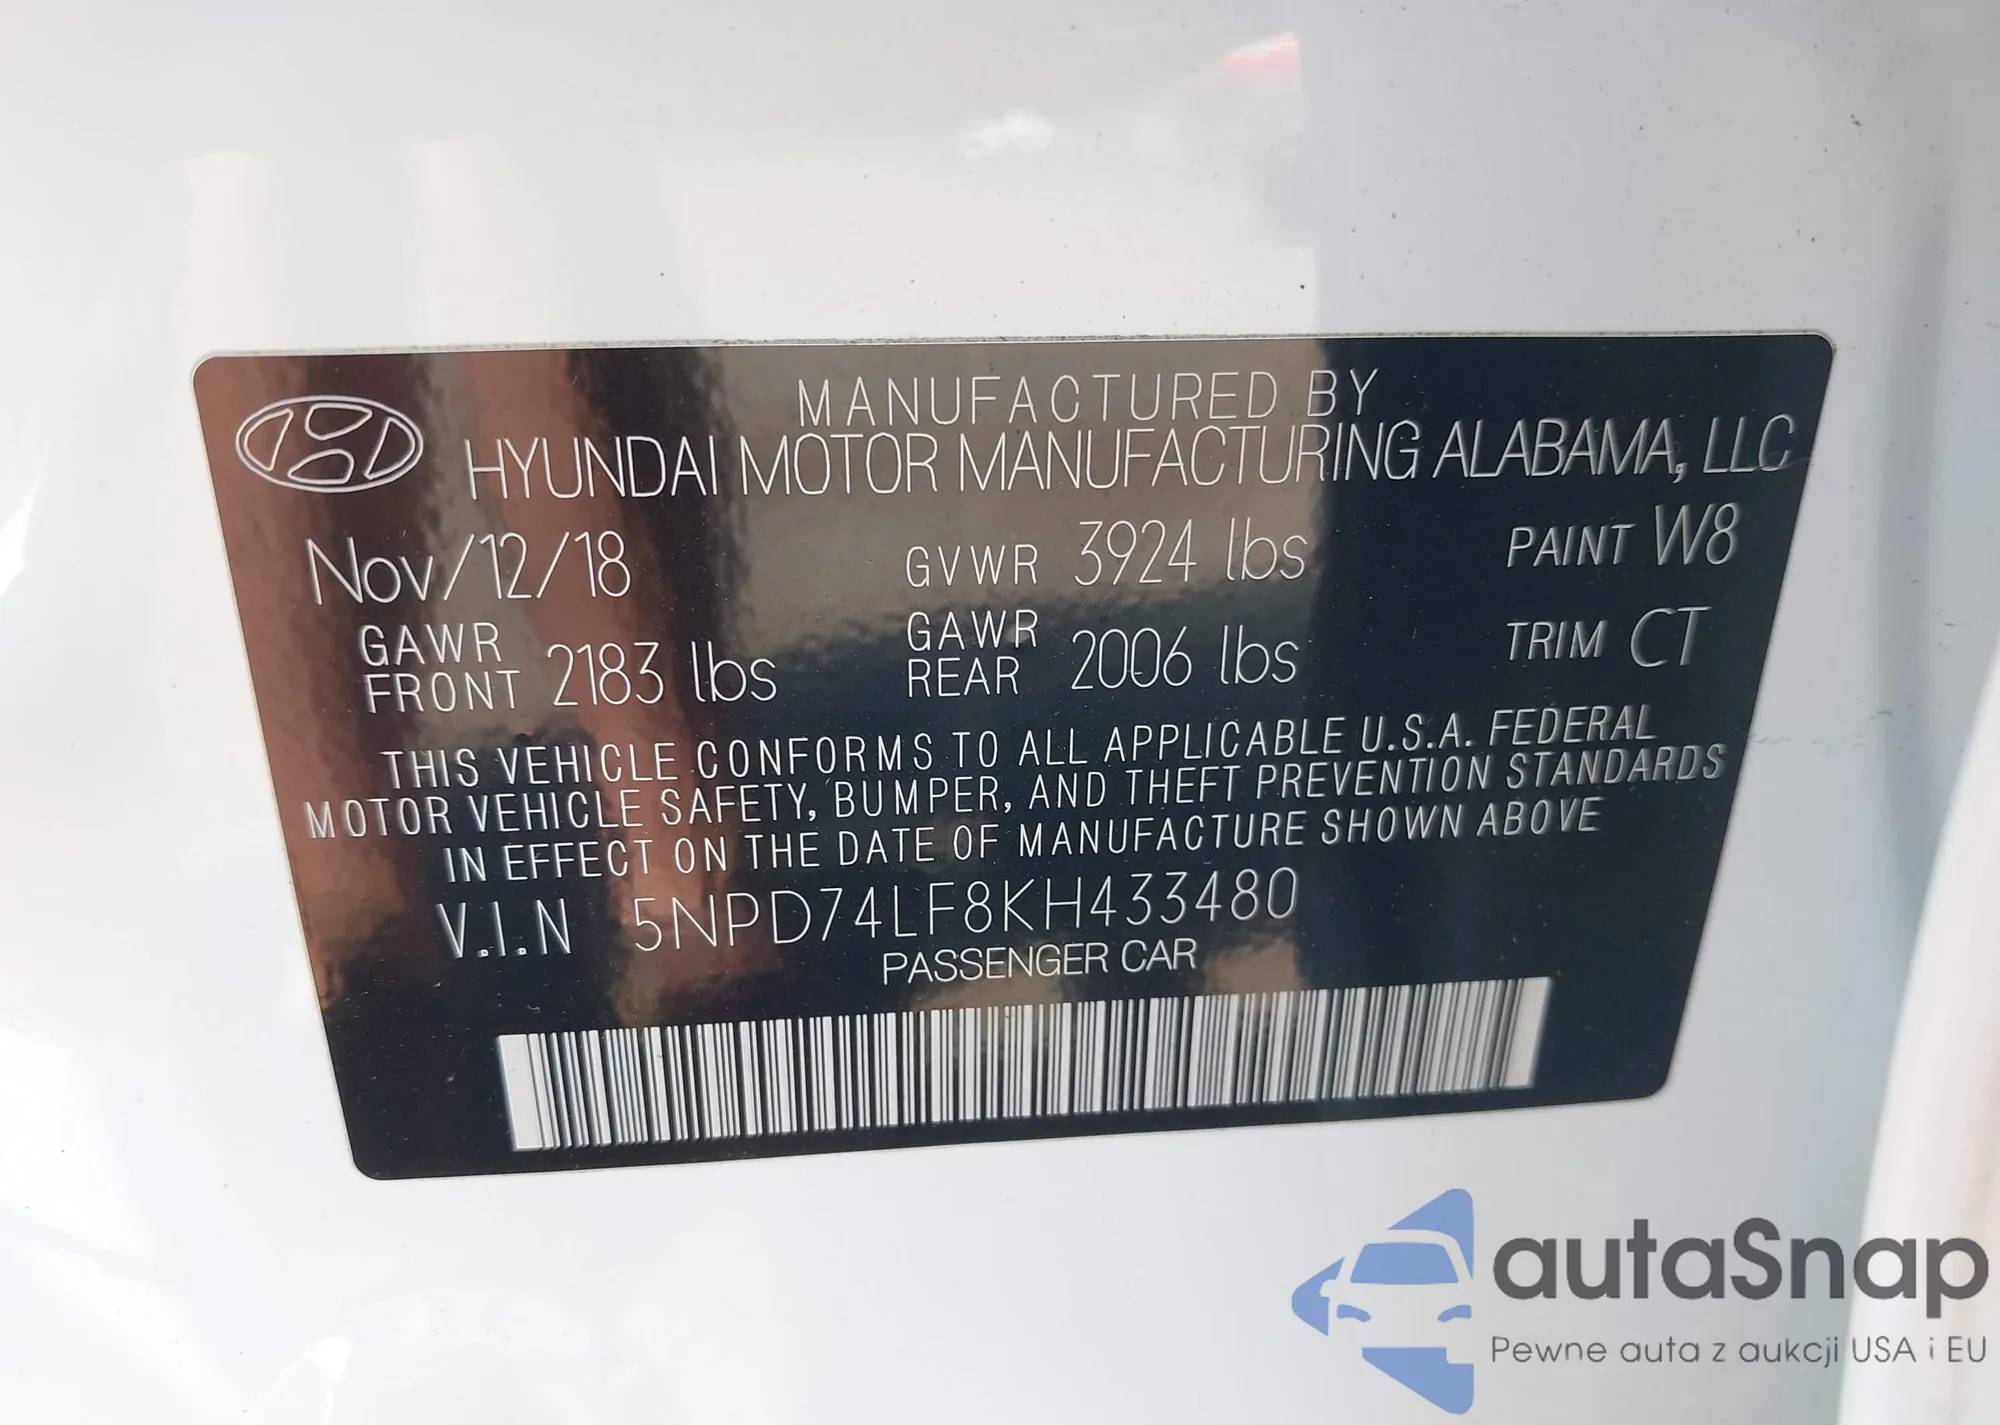 MANUFACTURED BY
HYUNDAI MOTOR MANUFACTURING ALABAMA, LLC
Nov/12/18 GVWR 3924 lbs PAINT W8
GAWR FRONT 2183 lbs GAWR REAR 2006 lbs TRIM CT
THIS VEHICLE CONFORMS TO ALL APPLICABLE U.S.A. FEDERAL
MOTOR VEHICLE SAFETY, BUMPER, AND THEFT PREVENTION STANDARDS
IN EFFECT ON THE DATE OF MANUFACTURE SHOWN ABOVE
V.I.N 5NPD74LF8KH433480
PASSENGER CAR
autaSnap
Pewne auta z aukcji USA i EU